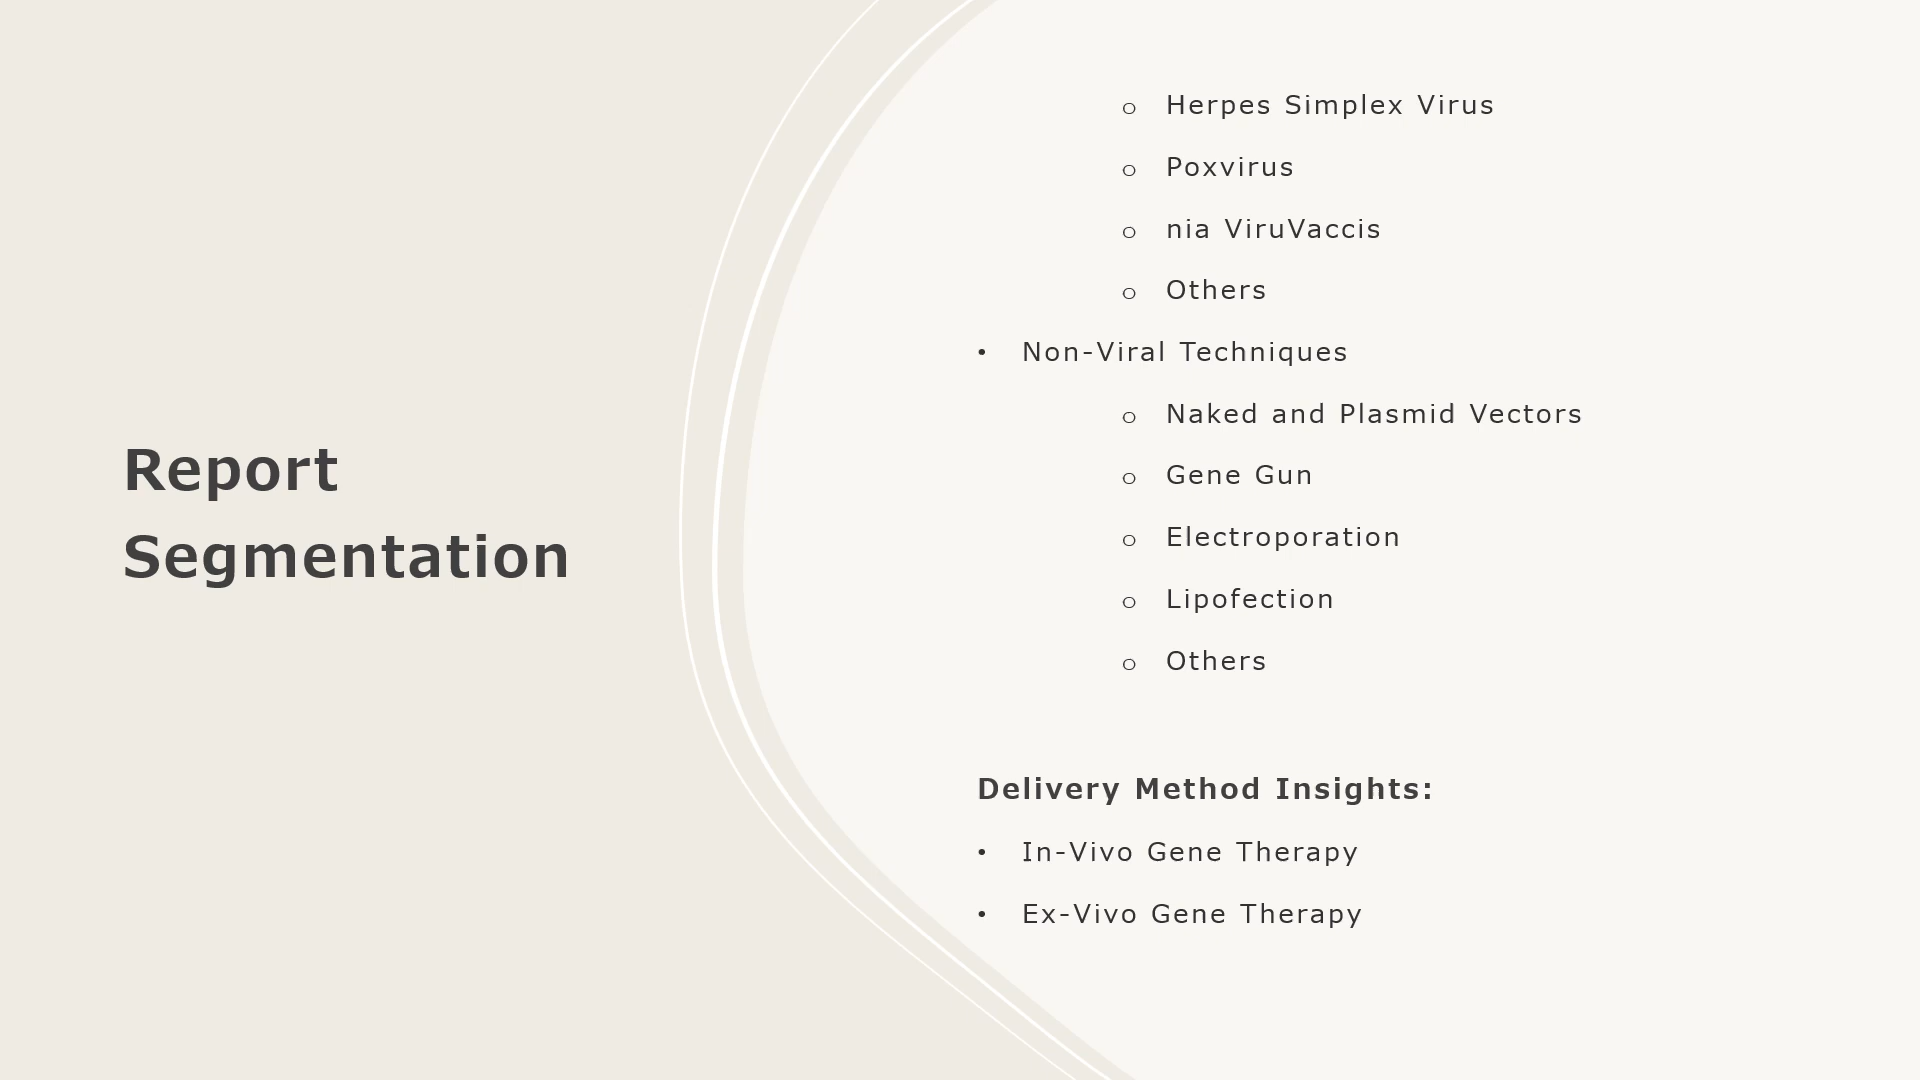 Report
Segmentation
o Herpes Simplex Virus
o Poxvirus
o nia ViruVaccis
o Others
• Non-Viral Techniques
o Naked and Plasmid Vectors
o Gene Gun
o Electroporation
o Lipofection
o Others
Delivery Method Insights:
• In-Vivo Gene Therapy
• Ex-Vivo Gene Therapy